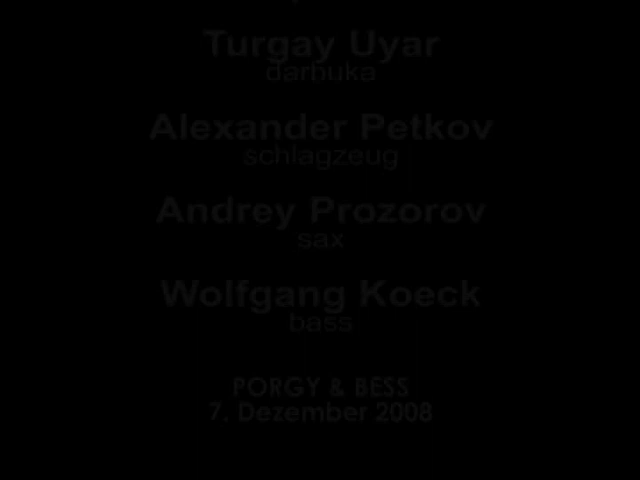 Turgay Uyar
darbuka
Alexander Petkov
schlagzeug
Andrey Prozorov
sax
Wolfgang Koeck
bass
PORGY & BESS
7. Dezember 2008